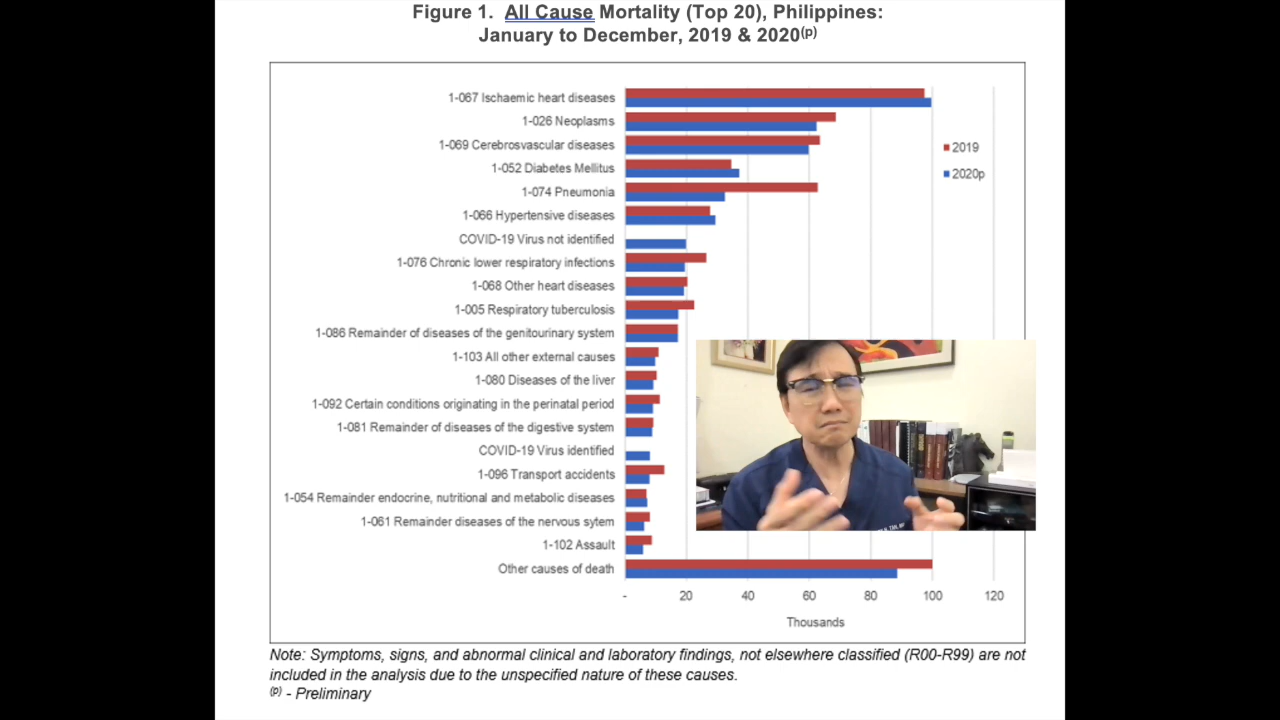 Figure 1. All Cause Mortality (Top 20), Philippines:
January to December, 2019 & 2020(p)
1-067 Ischaemic heart diseases
1-026 Neoplasms
1-069 Cerebrosvascular diseases
1-052 Diabetes Mellitus
1-074 Pneumonia
1-066 Hypertensive diseases
COVID-19 Virus not identified
1-076 Chronic lower respiratory infections
1-068 Other heart diseases
1-005 Respiratory tuberculosis
1-086 Remainder of diseases of the genitourinary system
1-103 All other external causes
1-080 Diseases of the liver
1-092 Certain conditions originating in the perinatal period
1-081 Remainder of diseases of the digestive system
COVID-19 Virus identified
1-096 Transport accidents
1-054 Remainder endocrine, nutritional and metabolic diseases
1-061 Remainder diseases of the nervous sytem
1-102 Assault
Other causes of death
2019
2020p
- 20 40 60 80 100 120
Thousands
Note: Symptoms, signs, and abnormal clinical and laboratory findings, not elsewhere classified (R00-R99) are not
included in the analysis due to the unspecified nature of these causes.
(p) - Preliminary